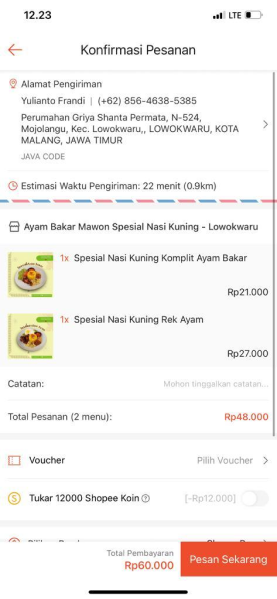 12.23
LTE
Konfirmasi Pesanan
Alamat Pengiriman
Yulianto Frandi | (+62) 856-4638-5385
Perumahan Griya Shanta Permata, N-524,
Mojolangu, Kec. Lowokwaru,, LOWOKWARU, KOTA
MALANG, JAWA TIMUR
JAVA CODE
Estimasi Waktu Pengiriman: 22 menit (0.9km)
Ayam Bakar Mawon Spesial Nasi Kuning - Lowokwaru
1x Spesial Nasi Kuning Komplit Ayam Bakar
Rp21.000
1x Spesial Nasi Kuning Rek Ayam
Rp27.000
Catatan: Mohon tinggalkan catatan...
Total Pesanan (2 menu): Rp48.000
Voucher Pilih Voucher
Tukar 12000 Shopee Koin [-Rp12.000]
Total Pembayaran
Rp60.000
Pesan Sekarang